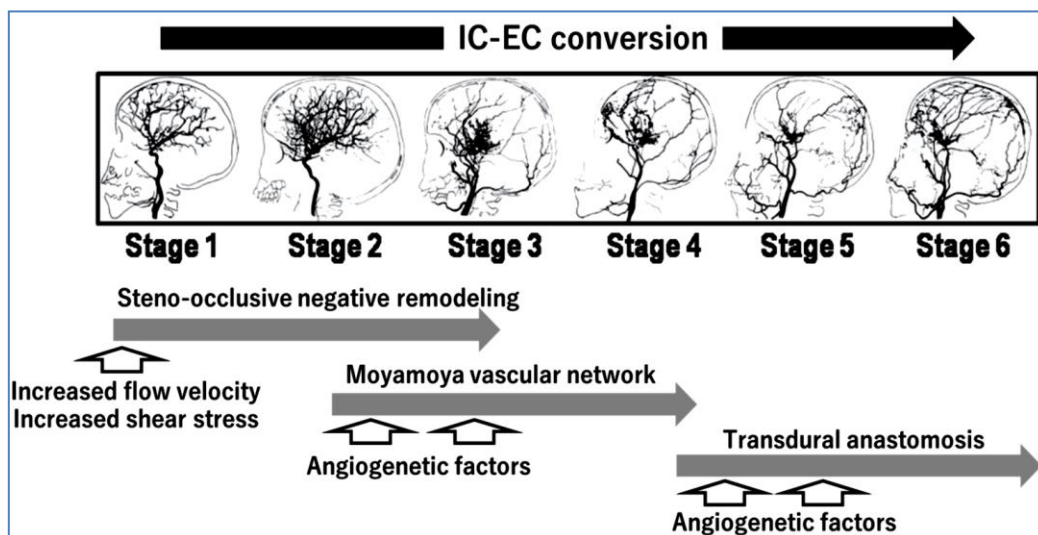 IC-EC conversion
Stage 1 Stage 2 Stage 3 Stage 4 Stage 5 Stage 6
Steno-occlusive negative remodeling
Increased flow velocity
Increased shear stress
Moyamoya vascular network
Angiogenetic factors
Transdural anastomosis
Angiogenetic factors